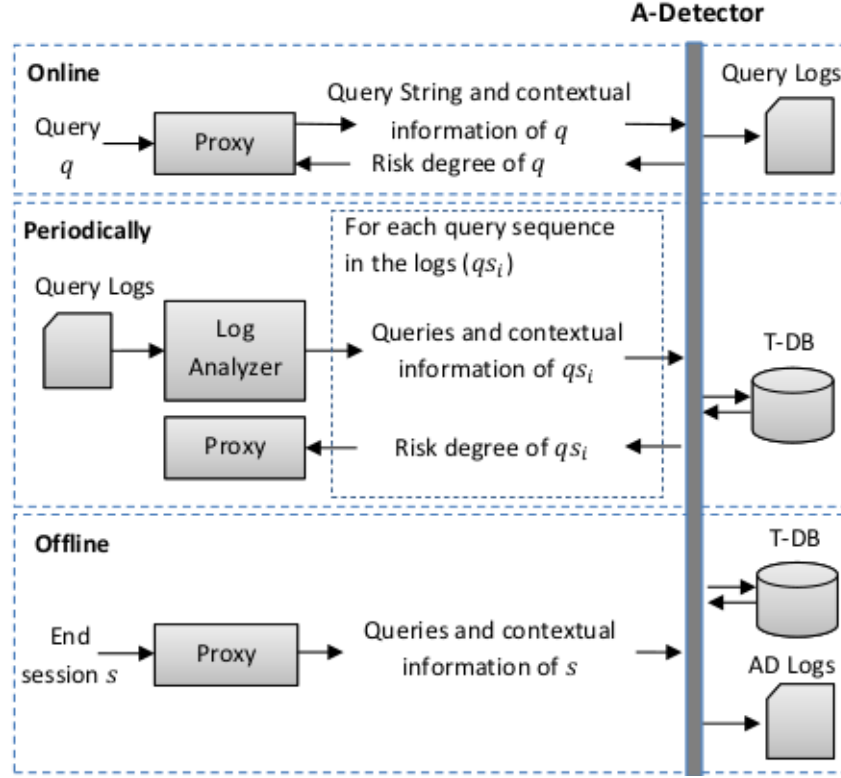 A-Detector
Online
Query Logs
Query
q
Proxy
Query String and contextual
information of q
Risk degree of q
Periodically
For each query sequence
in the logs (qsᵢ)
Query Logs
Log
Analyzer
Queries and contextual
information of qsᵢ
T-DB
Proxy
Risk degree of qsᵢ
Offline
T-DB
End
session s
Proxy
Queries and contextual
information of s
AD Logs